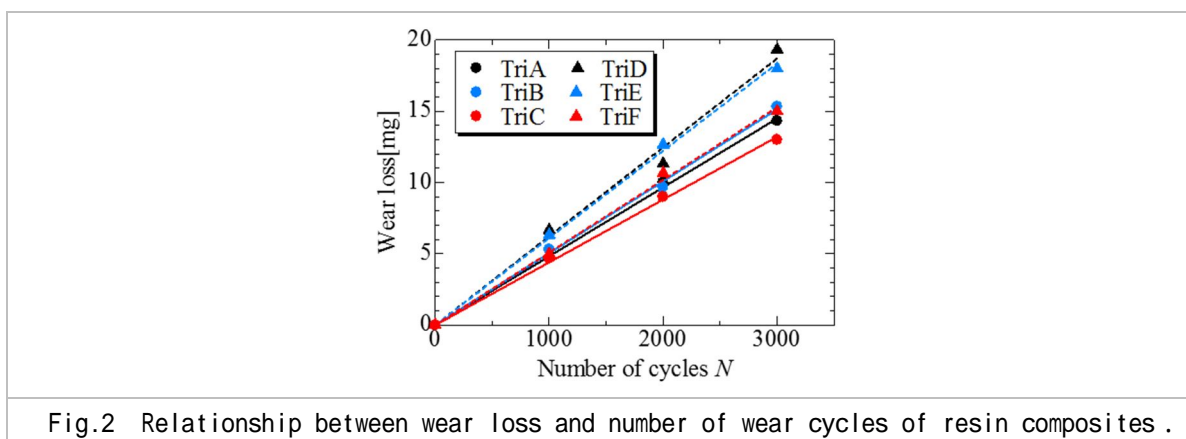 20
15
10
5
0
Wear loss[mg]
TriA TriD
TriB TriE
TriC TriF
0 1000 2000 3000
Number of cycles N
Fig.2 Relationship between wear loss and number of wear cycles of resin composites .